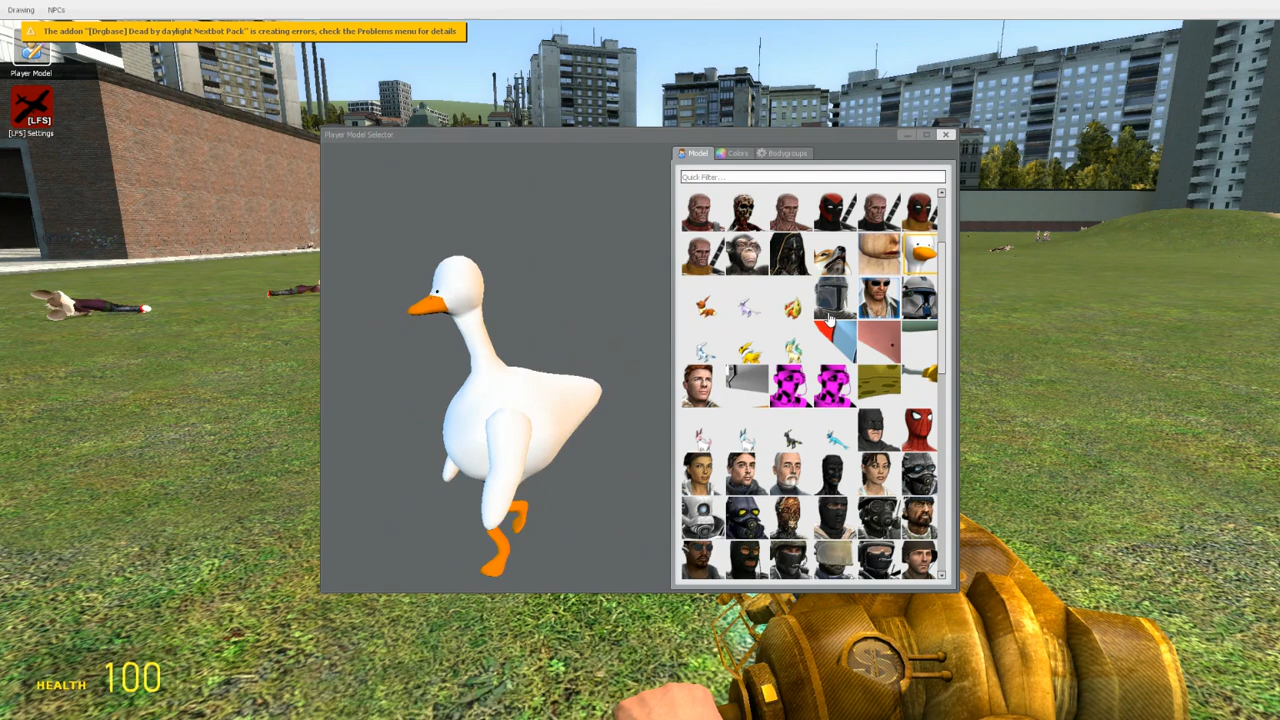 Drawing NPCs
The addon "[Drgbase] Dead by daylight Nextbot Pack" is creating errors, check the Problems menu for details
Player Model
[LFS]
[LFS] Settings
Player Model Selector
Model Colors Bodygroups
Quick Filter...
HEALTH 100
$